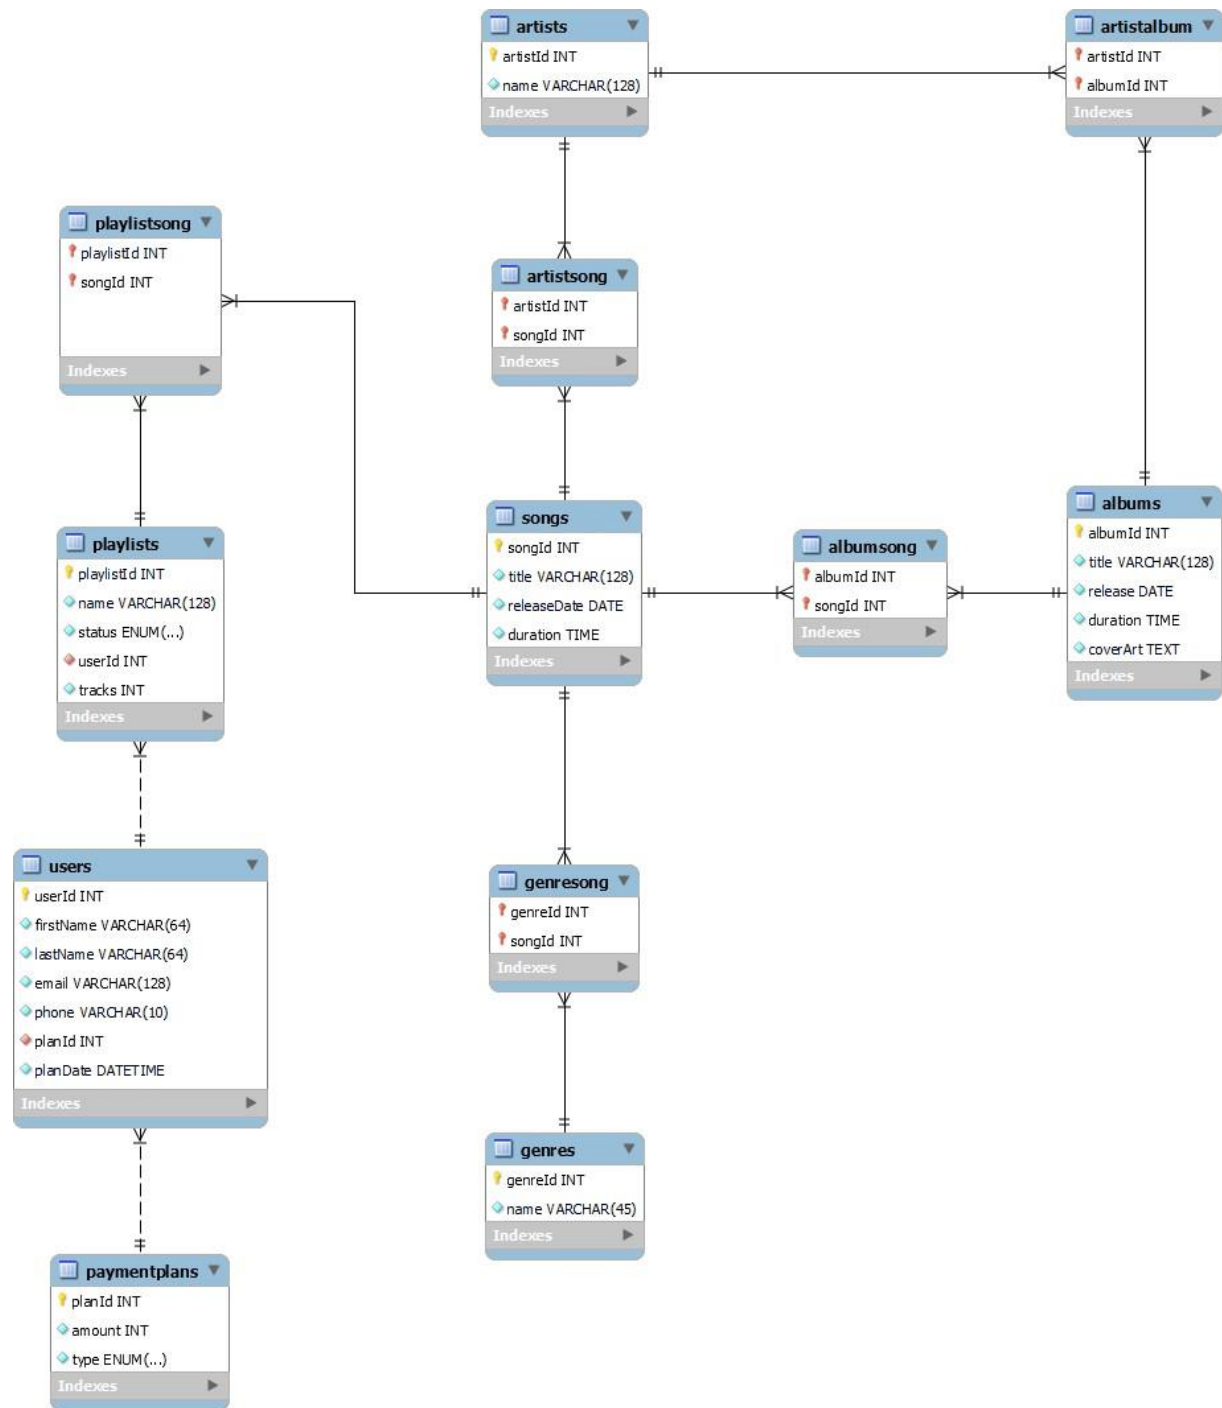 artists
artistId INT
name VARCHAR(128)
Indexes
artistalbum
artistId INT
albumId INT
Indexes
playlistsong
playlistId INT
songId INT
Indexes
artistsong
artistId INT
songId INT
Indexes
playlists
playlistId INT
name VARCHAR(128)
status ENUM(...)
userId INT
tracks INT
Indexes
songs
songId INT
title VARCHAR(128)
releaseDate DATE
duration TIME
Indexes
albumsong
albumId INT
songId INT
Indexes
albums
albumId INT
title VARCHAR(128)
release DATE
duration TIME
coverArt TEXT
Indexes
users
userId INT
firstName VARCHAR(64)
lastName VARCHAR(64)
email VARCHAR(128)
phone VARCHAR(10)
planId INT
planDate DATETIME
Indexes
genresong
genreId INT
songId INT
Indexes
genres
genreId INT
name VARCHAR(45)
Indexes
paymentplans
planId INT
amount INT
type ENUM(...)
Indexes